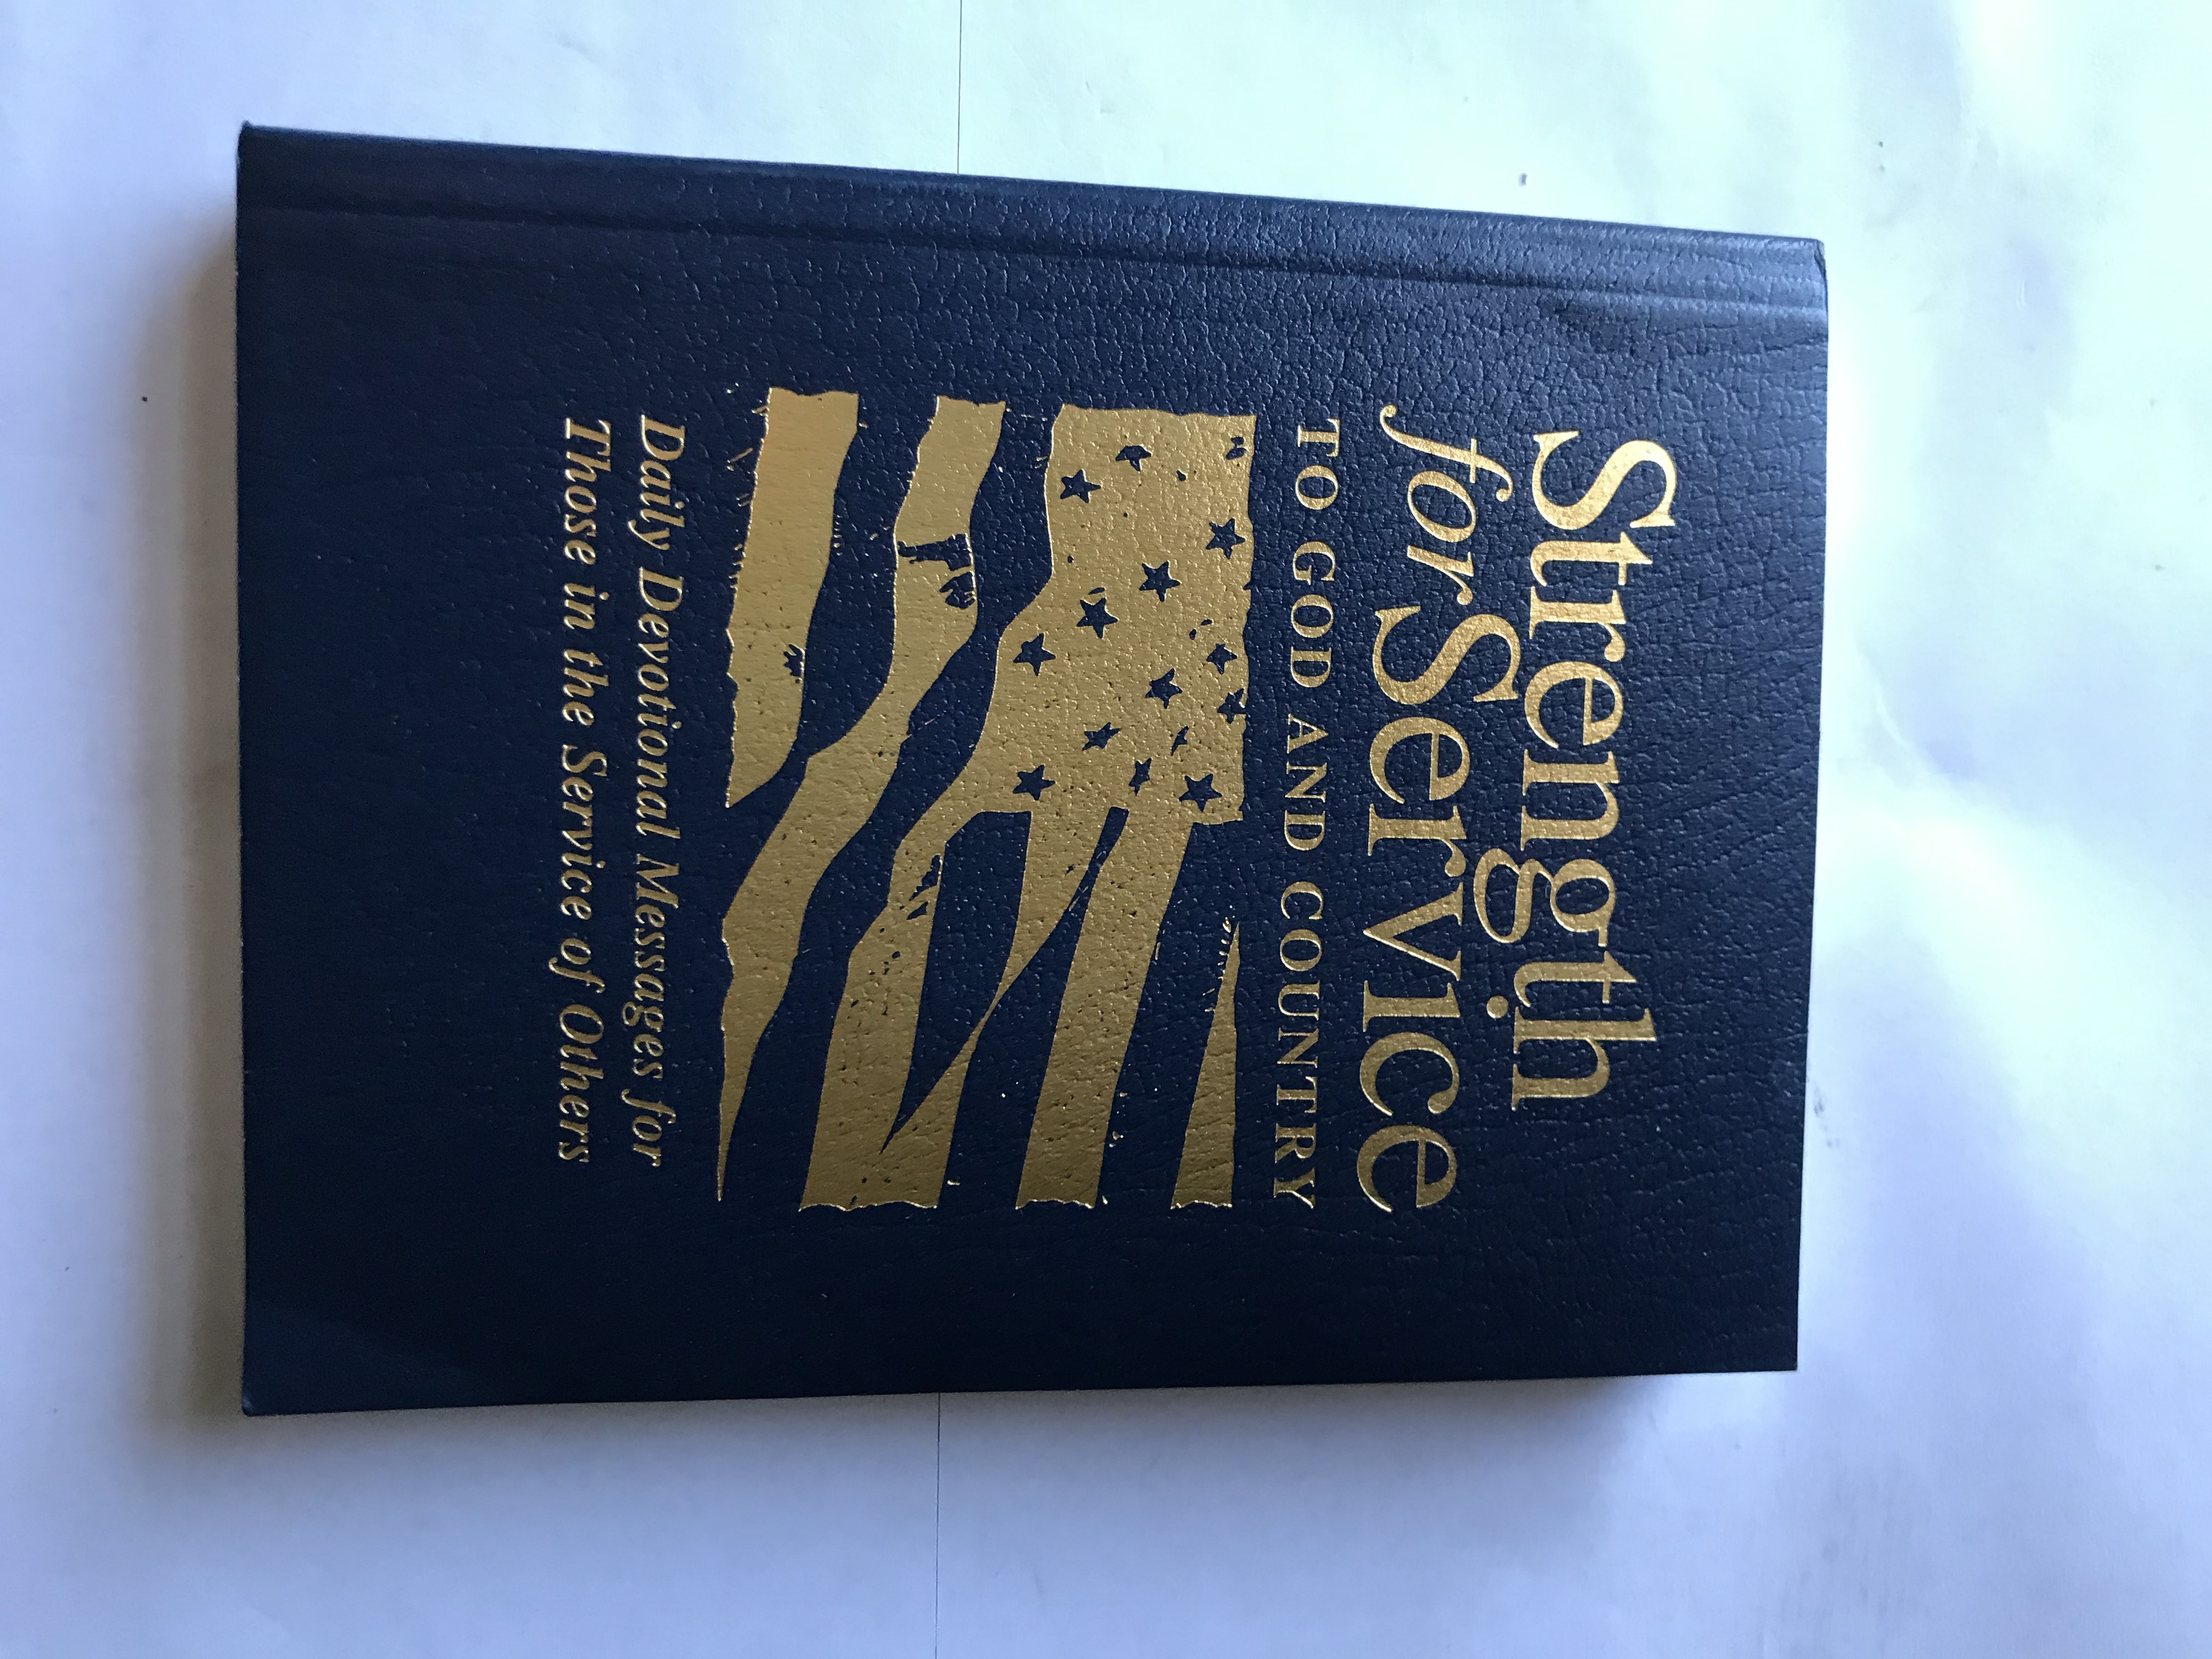 Strength
for Service
TO GOD AND COUNTRY
Daily Devotional Messages for
Those in the Service of Others